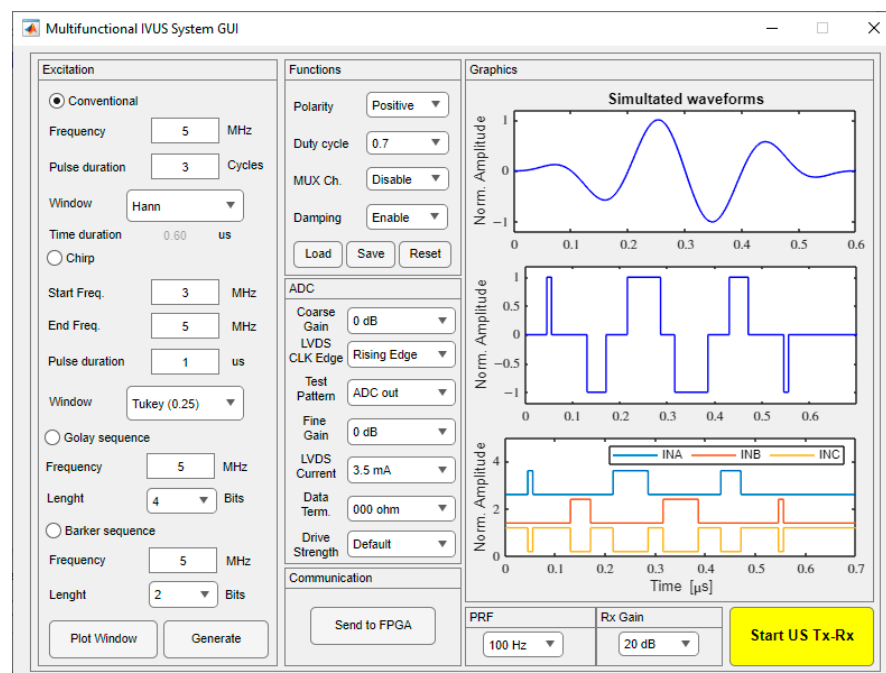 Multifunctional IVUS System GUI
Excitation
Conventional
Frequency 5 MHz
Pulse duration 3 Cycles
Window Hann
Time duration 0.60 us
Chirp
Start Freq. 3 MHz
End Freq. 5 MHz
Pulse duration 1 us
Window Tukey (0.25)
Golay sequence
Frequency 5 MHz
Lenght 4 Bits
Barker sequence
Frequency 5 MHz
Lenght 2 Bits
Plot Window Generate
Functions
Polarity Positive
Duty cycle 0.7
MUX Ch. Disable
Damping Enable
Load Save Reset
ADC
Coarse
Gain 0 dB
LVDS
CLK Edge Rising Edge
Test
Pattern ADC out
Fine
Gain 0 dB
LVDS
Current 3.5 mA
Data
Term. 000 ohm
Drive
Strength Default
Communication
Send to FPGA
Graphics
Simultated waveforms
Norm. Amplitude
1
0
−1
0 0.1 0.2 0.3 0.4 0.5 0.6
Norm. Amplitude
1
0.5
0
−0.5
−1
0 0.1 0.2 0.3 0.4 0.5 0.6
Norm. Amplitude
INA INB INC
4
2
0
0 0.1 0.2 0.3 0.4 0.5 0.6 0.7
Time [μs]
PRF
100 Hz
Rx Gain
20 dB
Start US Tx-Rx